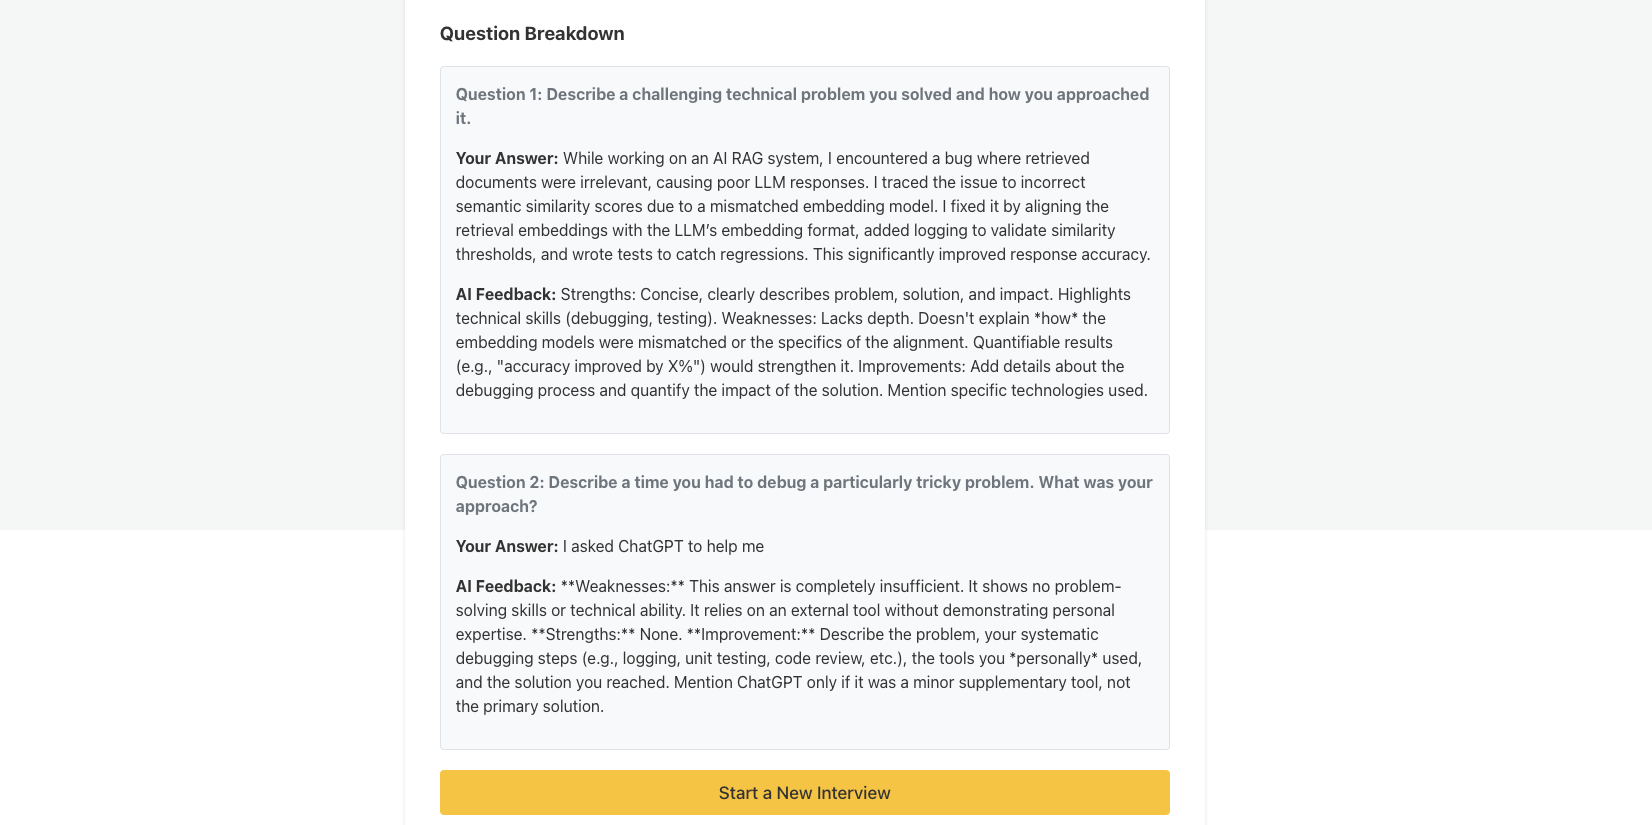 Question Breakdown
Question 1: Describe a challenging technical problem you solved and how you approached
it.
Your Answer: While working on an AI RAG system, I encountered a bug where retrieved
documents were irrelevant, causing poor LLM responses. I traced the issue to incorrect
semantic similarity scores due to a mismatched embedding model. I fixed it by aligning the
retrieval embeddings with the LLM’s embedding format, added logging to validate similarity
thresholds, and wrote tests to catch regressions. This significantly improved response accuracy.
AI Feedback: Strengths: Concise, clearly describes problem, solution, and impact. Highlights
technical skills (debugging, testing). Weaknesses: Lacks depth. Doesn't explain *how* the
embedding models were mismatched or the specifics of the alignment. Quantifiable results
(e.g., "accuracy improved by X%") would strengthen it. Improvements: Add details about the
debugging process and quantify the impact of the solution. Mention specific technologies used.
Question 2: Describe a time you had to debug a particularly tricky problem. What was your
approach?
Your Answer: I asked ChatGPT to help me
AI Feedback: **Weaknesses:** This answer is completely insufficient. It shows no problem-
solving skills or technical ability. It relies on an external tool without demonstrating personal
expertise. **Strengths:** None. **Improvement:** Describe the problem, your systematic
debugging steps (e.g., logging, unit testing, code review, etc.), the tools you *personally* used,
and the solution you reached. Mention ChatGPT only if it was a minor supplementary tool, not
the primary solution.
Start a New Interview